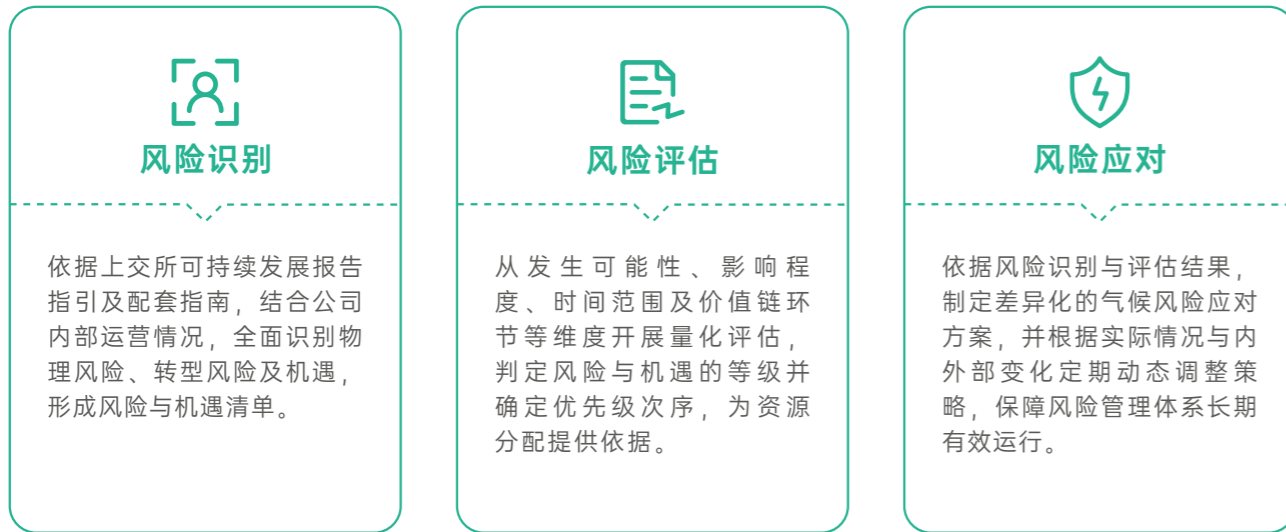 风险识别
依据上交所可持续发展报告
指引及配套指南，结合公司
内部运营情况，全面识别物
理风险、转型风险及机遇，
形成风险与机遇清单。
风险评估
从发生可能性、影响程
度、时间范围及价值链环
节等维度开展量化评估，
判定风险与机遇的等级并
确定优先级次序，为资源
分配提供依据。
风险应对
依据风险识别与评估结果，
制定差异化的气候风险应对
方案，并根据实际情况与内
外部变化定期动态调整策
略，保障风险管理体系长期
有效运行。